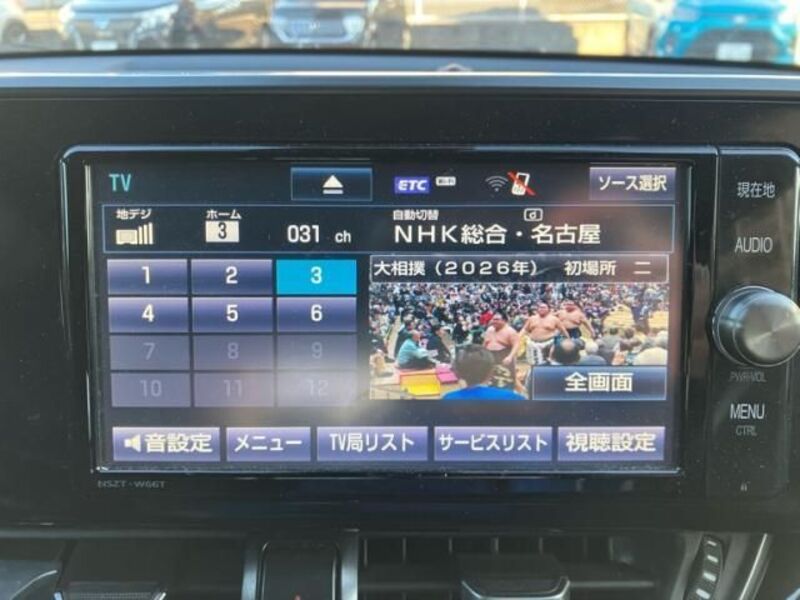 TV
ETC Wi-Fi
ソース選択
現在地
地デジ
ホーム
3
031 ch
自動切替
d
NHK総合・名古屋
AUDIO
1 2 3
大相撲(2026年) 初場所 二
4 5 6
7 8 9
10 11 12
全画面
PWR·VOL
MENU
CTRL
音設定 メニュー TV局リスト サービスリスト 視聴設定
NSZT-W66T